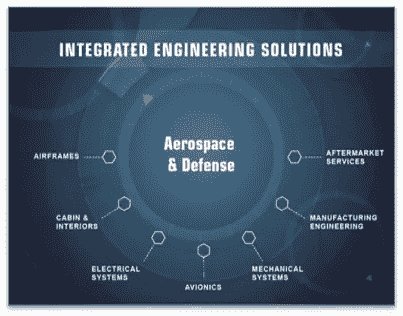 INTEGRATED ENGINEERING SOLUTIONS
Aerospace
& Defense
AIRFRAMES
AFTERMARKET
SERVICES
CABIN &
INTERIORS
MANUFACTURING
ENGINEERING
ELECTRICAL
SYSTEMS
MECHANICAL
SYSTEMS
AVIONICS